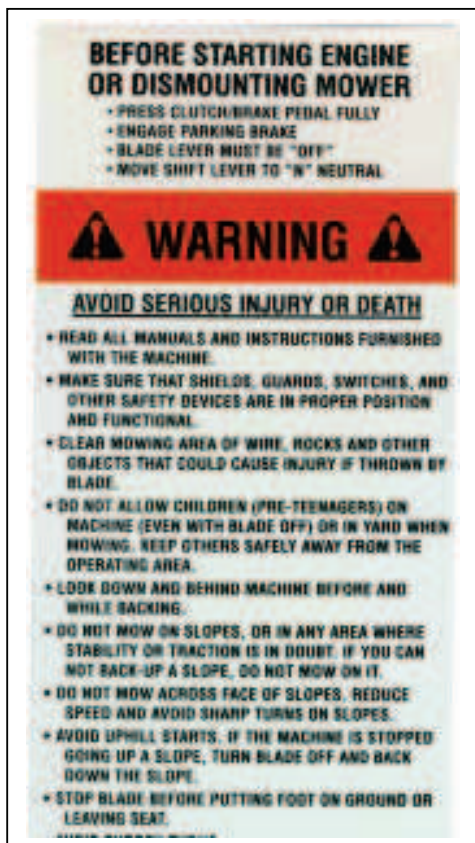 BEFORE STARTING ENGINE
OR DISMOUNTING MOWER
• PRESS CLUTCH/BRAKE PEDAL FULLY
• ENGAGE PARKING BRAKE
• BLADE LEVER MUST BE "OFF"
• MOVE SHIFT LEVER TO "N" NEUTRAL
WARNING
AVOID SERIOUS INJURY OR DEATH
• READ ALL MANUALS AND INSTRUCTIONS FURNISHED
WITH THE MACHINE.
• MAKE SURE THAT SHIELDS, GUARDS, SWITCHES, AND
OTHER SAFETY DEVICES ARE IN PROPER POSITION
AND FUNCTIONAL.
• CLEAR MOWING AREA OF WIRE, ROCKS AND OTHER
OBJECTS THAT COULD CAUSE INJURY IF THROWN BY
BLADE.
• DO NOT ALLOW CHILDREN (PRE-TEENAGERS) ON
MACHINE (EVEN WITH BLADE OFF) OR IN YARD WHEN
MOWING. KEEP OTHERS SAFELY AWAY FROM THE
OPERATING AREA.
• LOOK DOWN AND BEHIND MACHINE BEFORE AND
WHILE BACKING.
• DO NOT MOW ON SLOPES, OR IN ANY AREA WHERE
STABILITY OR TRACTION IS IN DOUBT. IF YOU CAN
NOT BACK-UP A SLOPE, DO NOT MOW ON IT.
• DO NOT MOW ACROSS FACE OF SLOPES. REDUCE
SPEED AND AVOID SHARP TURNS ON SLOPES.
• AVOID UPHILL STARTS. IF THE MACHINE IS STOPPED
GOING UP A SLOPE, TURN BLADE OFF AND BACK
DOWN THE SLOPE.
• STOP BLADE BEFORE PUTTING FOOT ON GROUND OR
LEAVING SEAT.